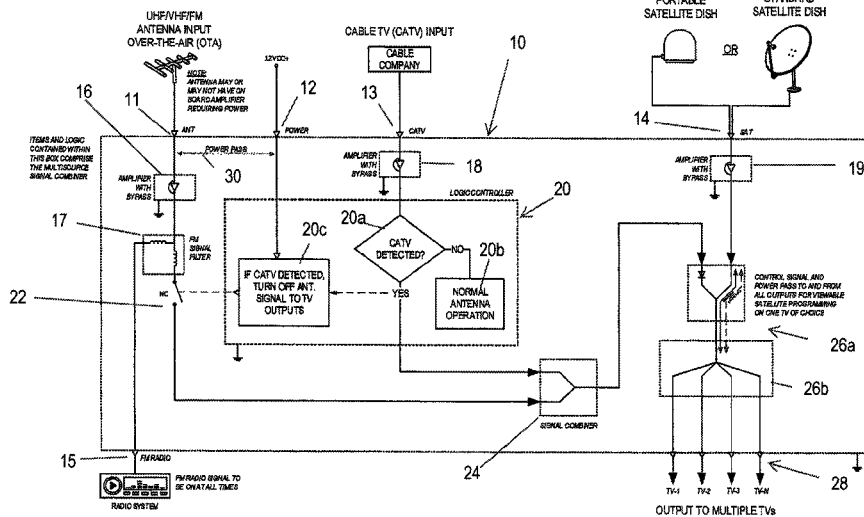 UHF/VHF/FM
ANTENNA INPUT
OVER-THE-AIR (OTA)
NOTE:
ANTENNA MAY OR
MAY NOT HAVE ON
BOARD AMPLIFIER
REQUIRING POWER
12VDC+
CABLE TV (CATV) INPUT
CABLE
COMPANY
PORTABLE
SATELLITE DISH
OR
SATELLITE DISH
10
11
12
13
14
16
ANT
POWER
CATV
SAT
ITEMS AND LOGIC
CONTAINED WITHIN
THIS BOX COMPRISE
THE MULTISOURCE
SIGNAL COMBINER
POWER PASS
30
AMPLIFIER
WITH
BYPASS
AMPLIFIER
WITH
BYPASS
18
AMPLIFIER
WITH
BYPASS
19
LOGIC CONTROLLER
20
17
FM
SIGNAL
FILTER
20a
CATV
DETECTED?
NO
YES
20b
NORMAL
ANTENNA
OPERATION
20c
IF CATV DETECTED,
TURN OFF ANT.
SIGNAL TO TV
OUTPUTS
22
NC
CONTROL SIGNAL AND
POWER PASS TO AND FROM
ALL OUTPUTS FOR VIEWABLE
SATELLITE PROGRAMMING
ON ONE TV OF CHOICE
26a
26b
24
SIGNAL COMBINER
15
FM RADIO
FM RADIO SIGNAL TO
BE ON AT ALL TIMES
RADIO SYSTEM
28
TV-1
TV-2
TV-3
TV-N
OUTPUT TO MULTIPLE TVs